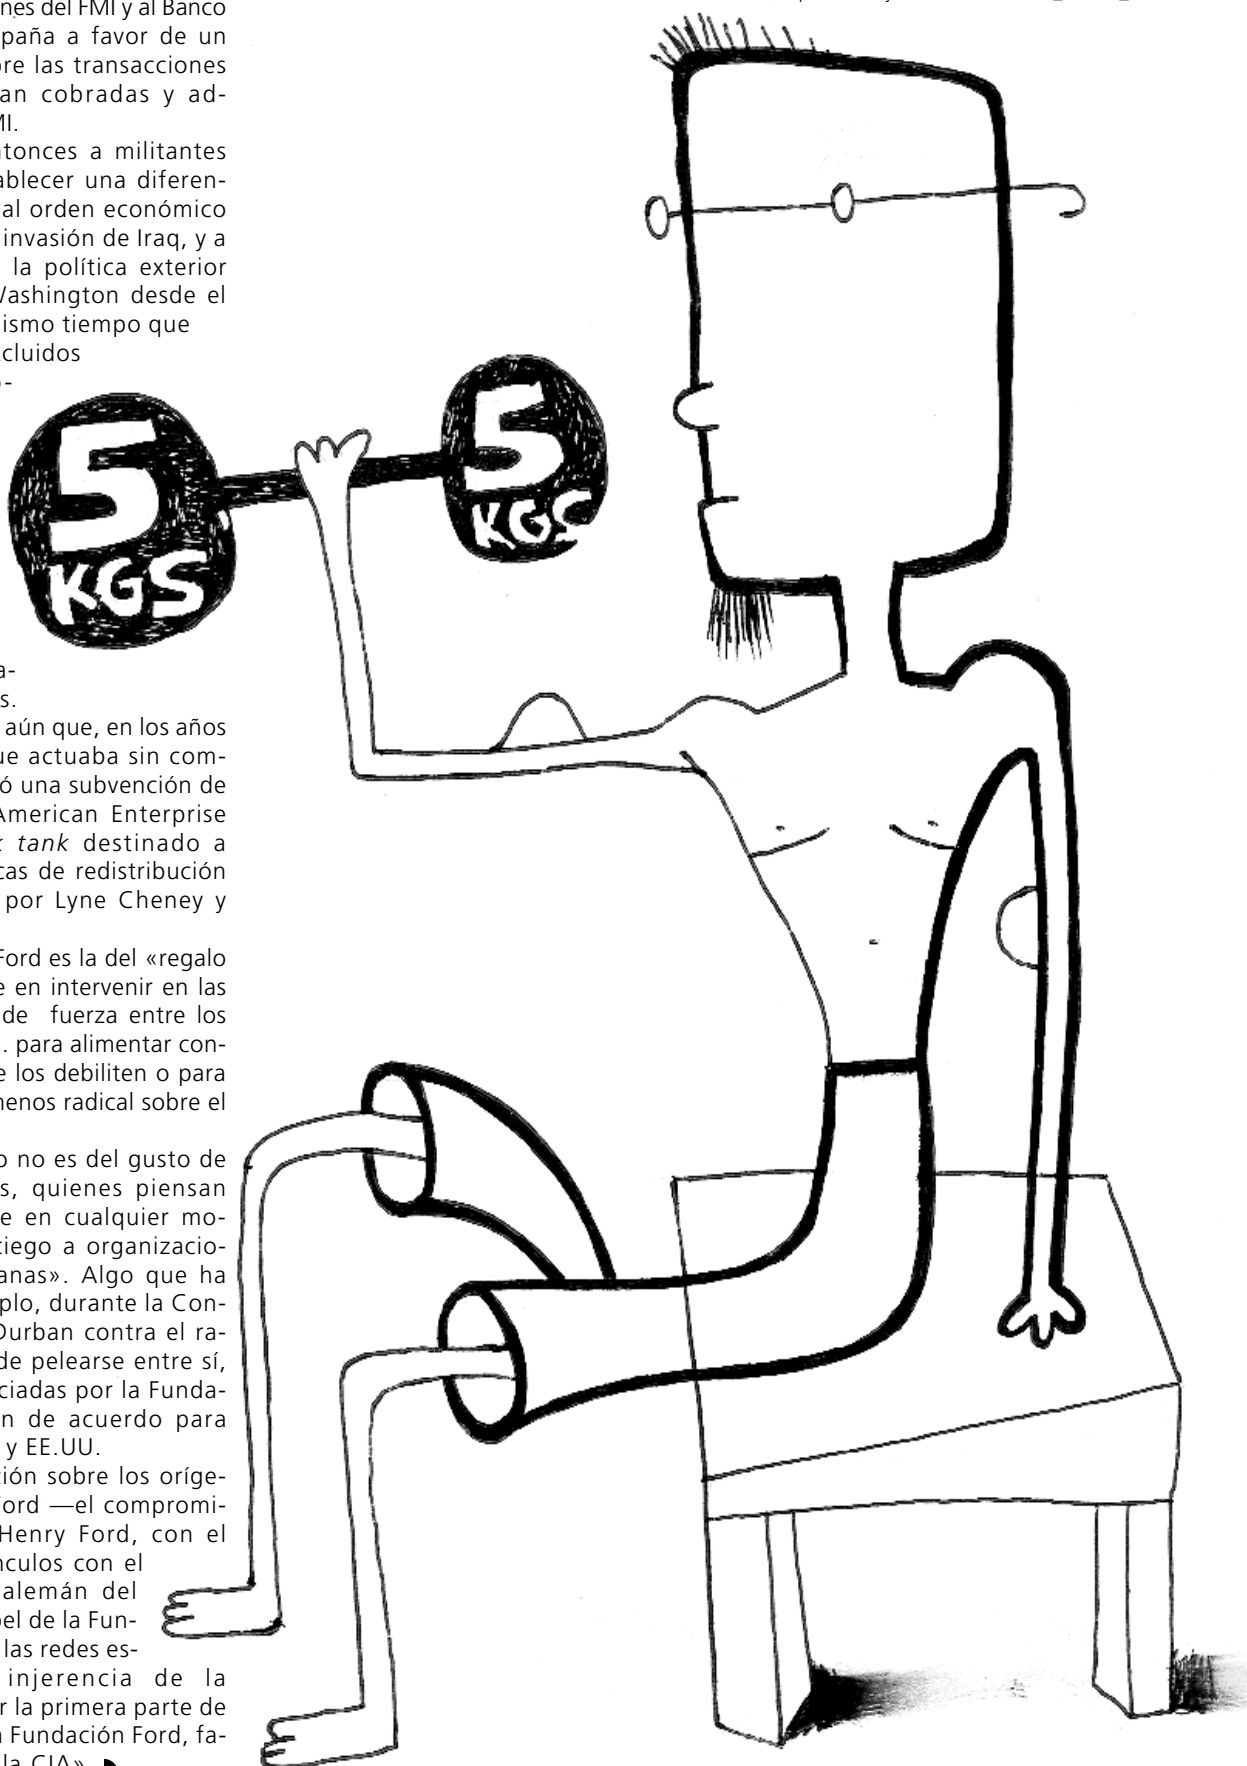 nes del FMI y al Banco
paña a favor de un
re las transacciones
an cobradas y ad-
MI.
ntonces a militantes
ablecer una diferen-
al orden económico
invasión de Iraq, y a
la política exterior
Washington desde el
ismo tiempo que
cluidos
o-
5
KGS
5
KGS
a-
s.
aún que, en los años
ue actuaba sin com-
ó una subvención de
American Enterprise
k tank destinado a
cas de redistribución
por Lyne Cheney y
Ford es la del «regalo
e en intervenir en las
de fuerza entre los
. para alimentar con-
e los debiliten o para
menos radical sobre el
o no es del gusto de
s, quienes piensan
e en cualquier mo-
ciego a organizacio-
anas». Algo que ha
plo, durante la Con-
Durban contra el ra-
de pelearse entre sí,
ciadas por la Funda-
n de acuerdo para
y EE.UU.
ción sobre los oríge-
ord —el compromi-
Henry Ford, con el
nculos con el
alemán del
pel de la Fun-
las redes es-
injerencia de la
r la primera parte de
a Fundación Ford, fa-
la CIA».